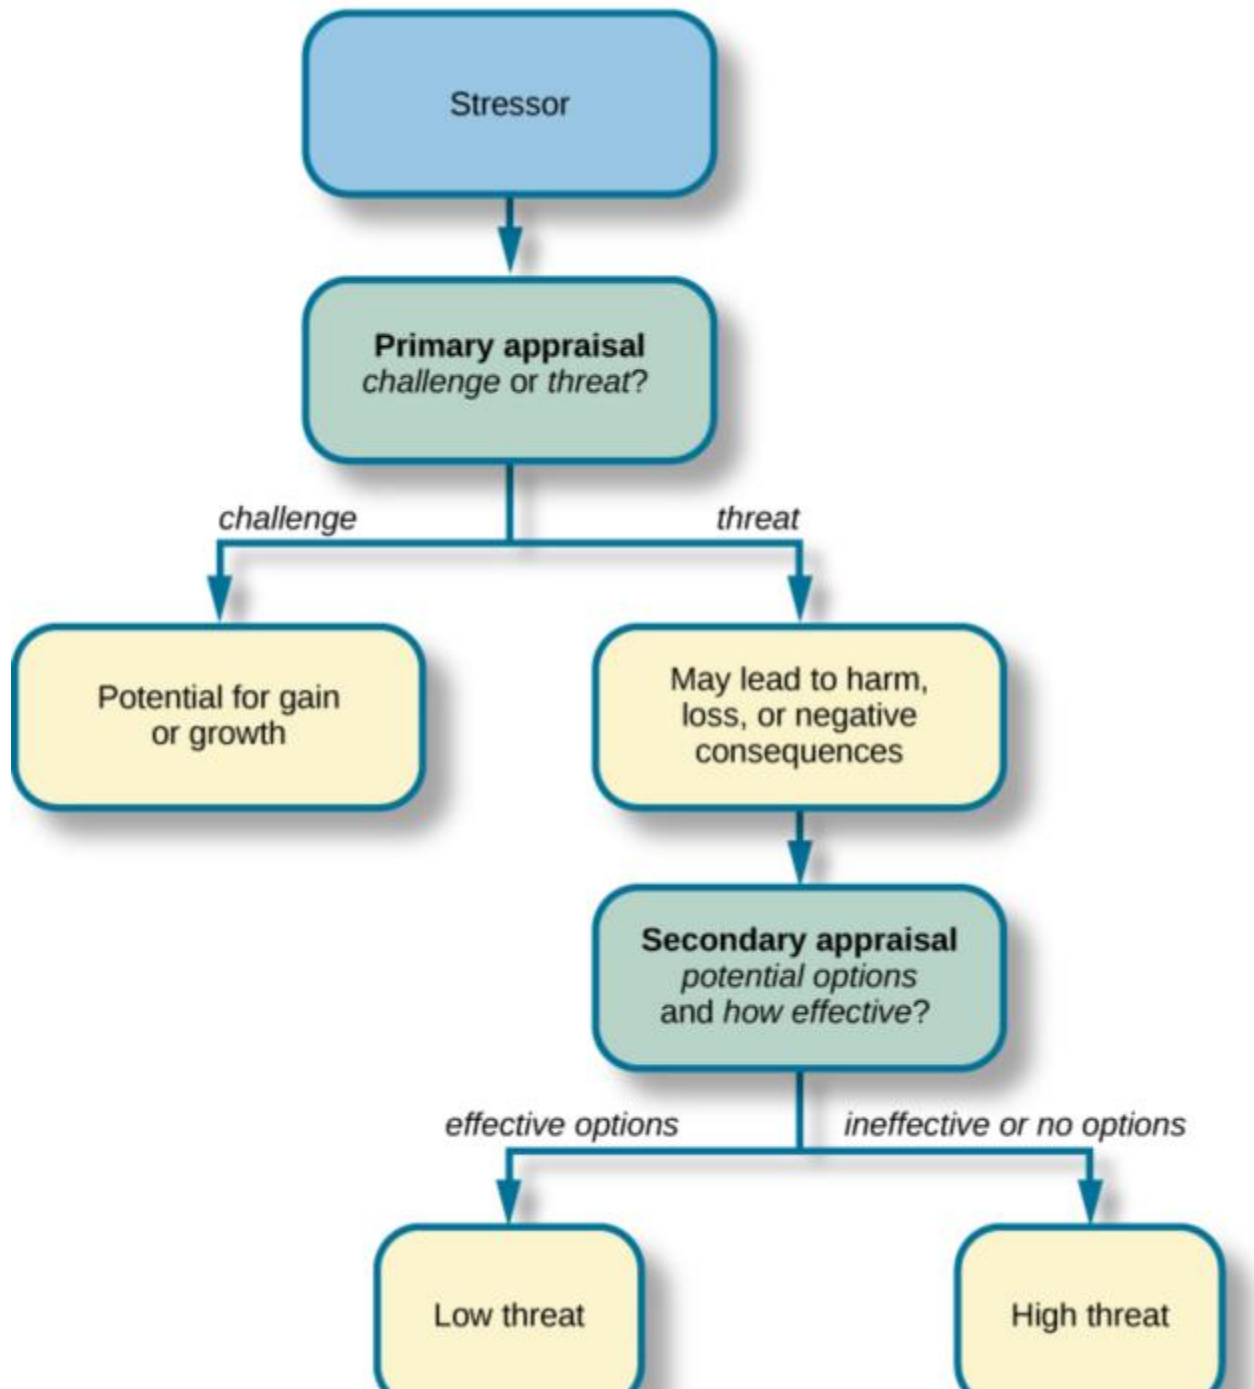 Stressor
Primary appraisal
challenge or threat?
challenge
threat
Potential for gain
or growth
May lead to harm,
loss, or negative
consequences
Secondary appraisal
potential options
and how effective?
effective options
ineffective or no options
Low threat
High threat